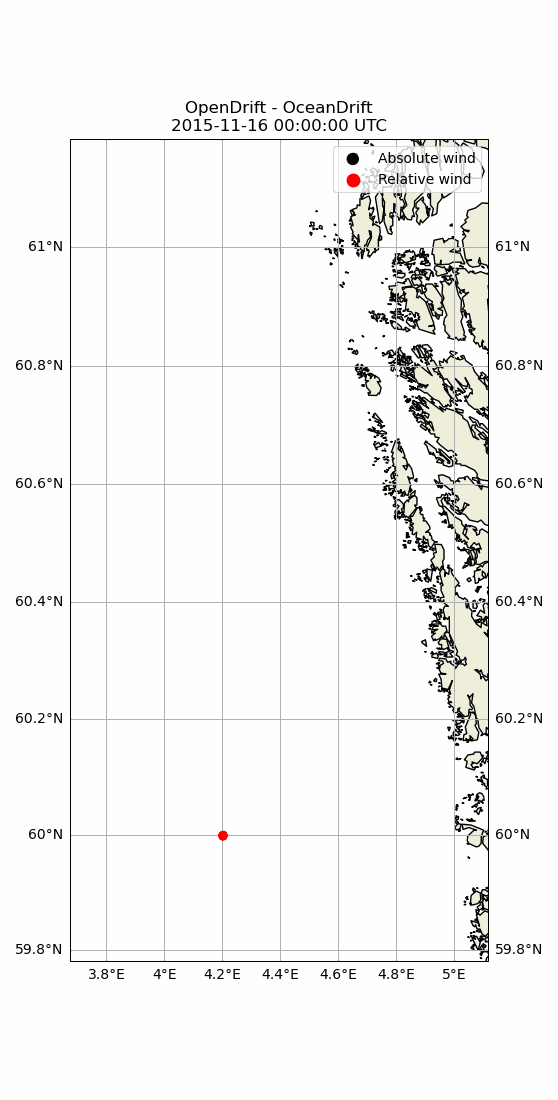 OpenDrift - OceanDrift
2015-11-16 00:00:00 UTC
Absolute wind
Relative wind
61°N 61°N
60.8°N 60.8°N
60.6°N 60.6°N
60.4°N 60.4°N
60.2°N 60.2°N
60°N 60°N
59.8°N 59.8°N
3.8°E 4°E 4.2°E 4.4°E 4.6°E 4.8°E 5°E